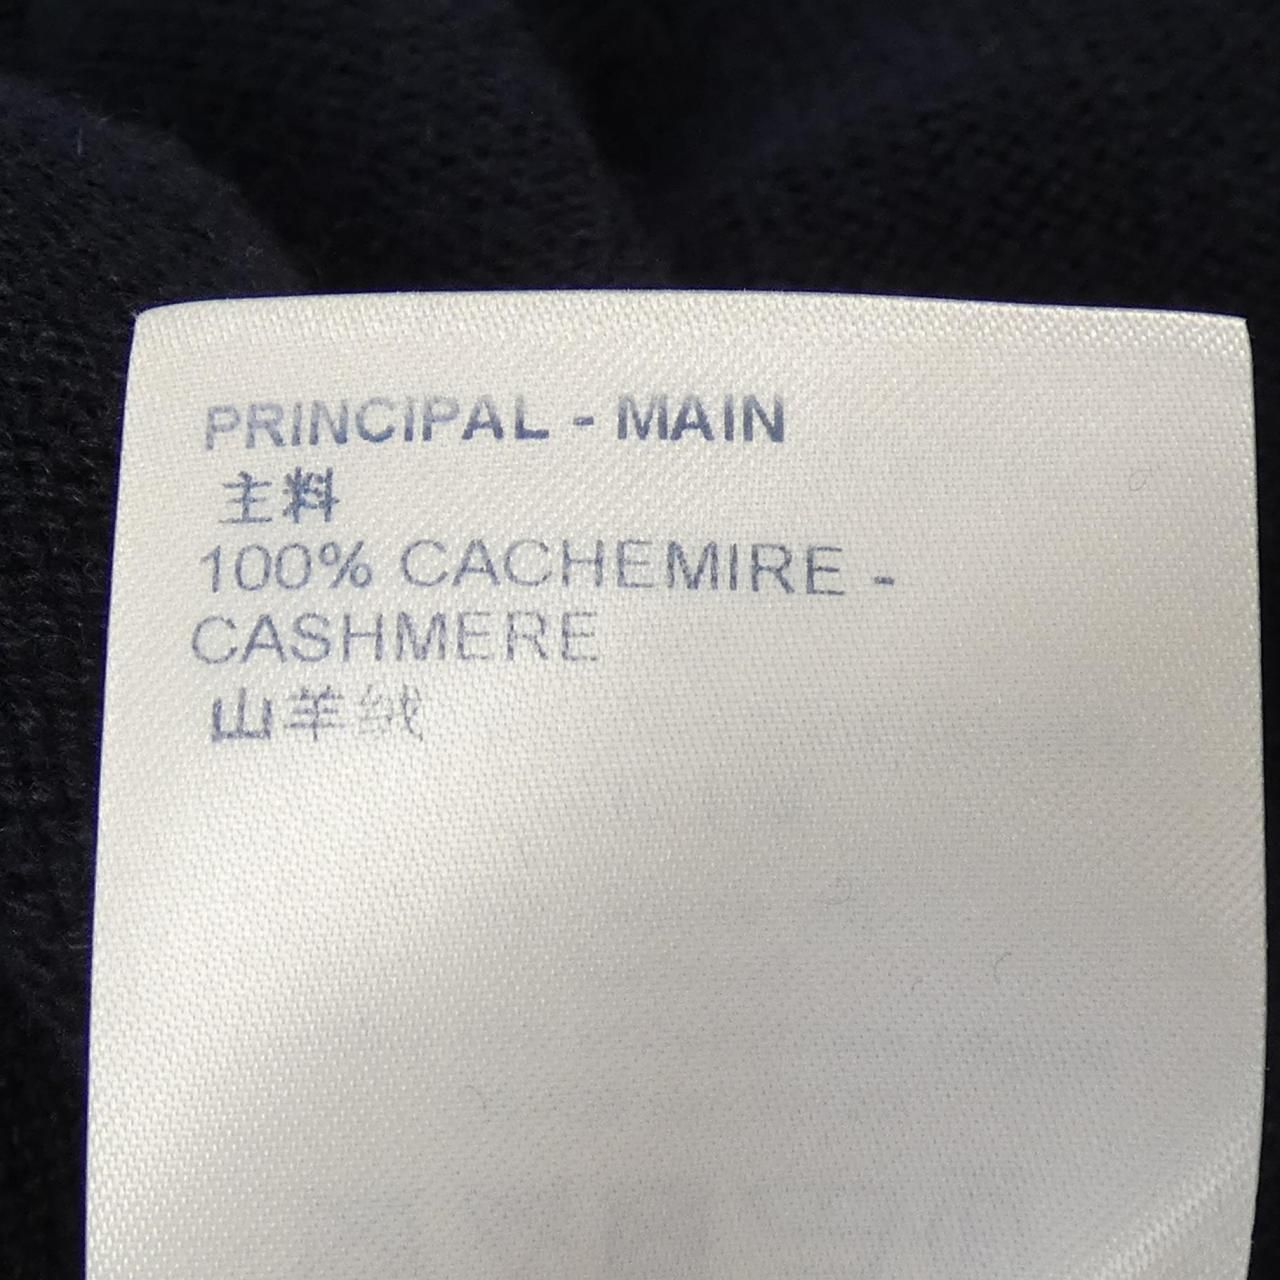 PRINCIPAL - MAIN
主料
100% CACHEMIRE -
CASHMERE
山羊绒